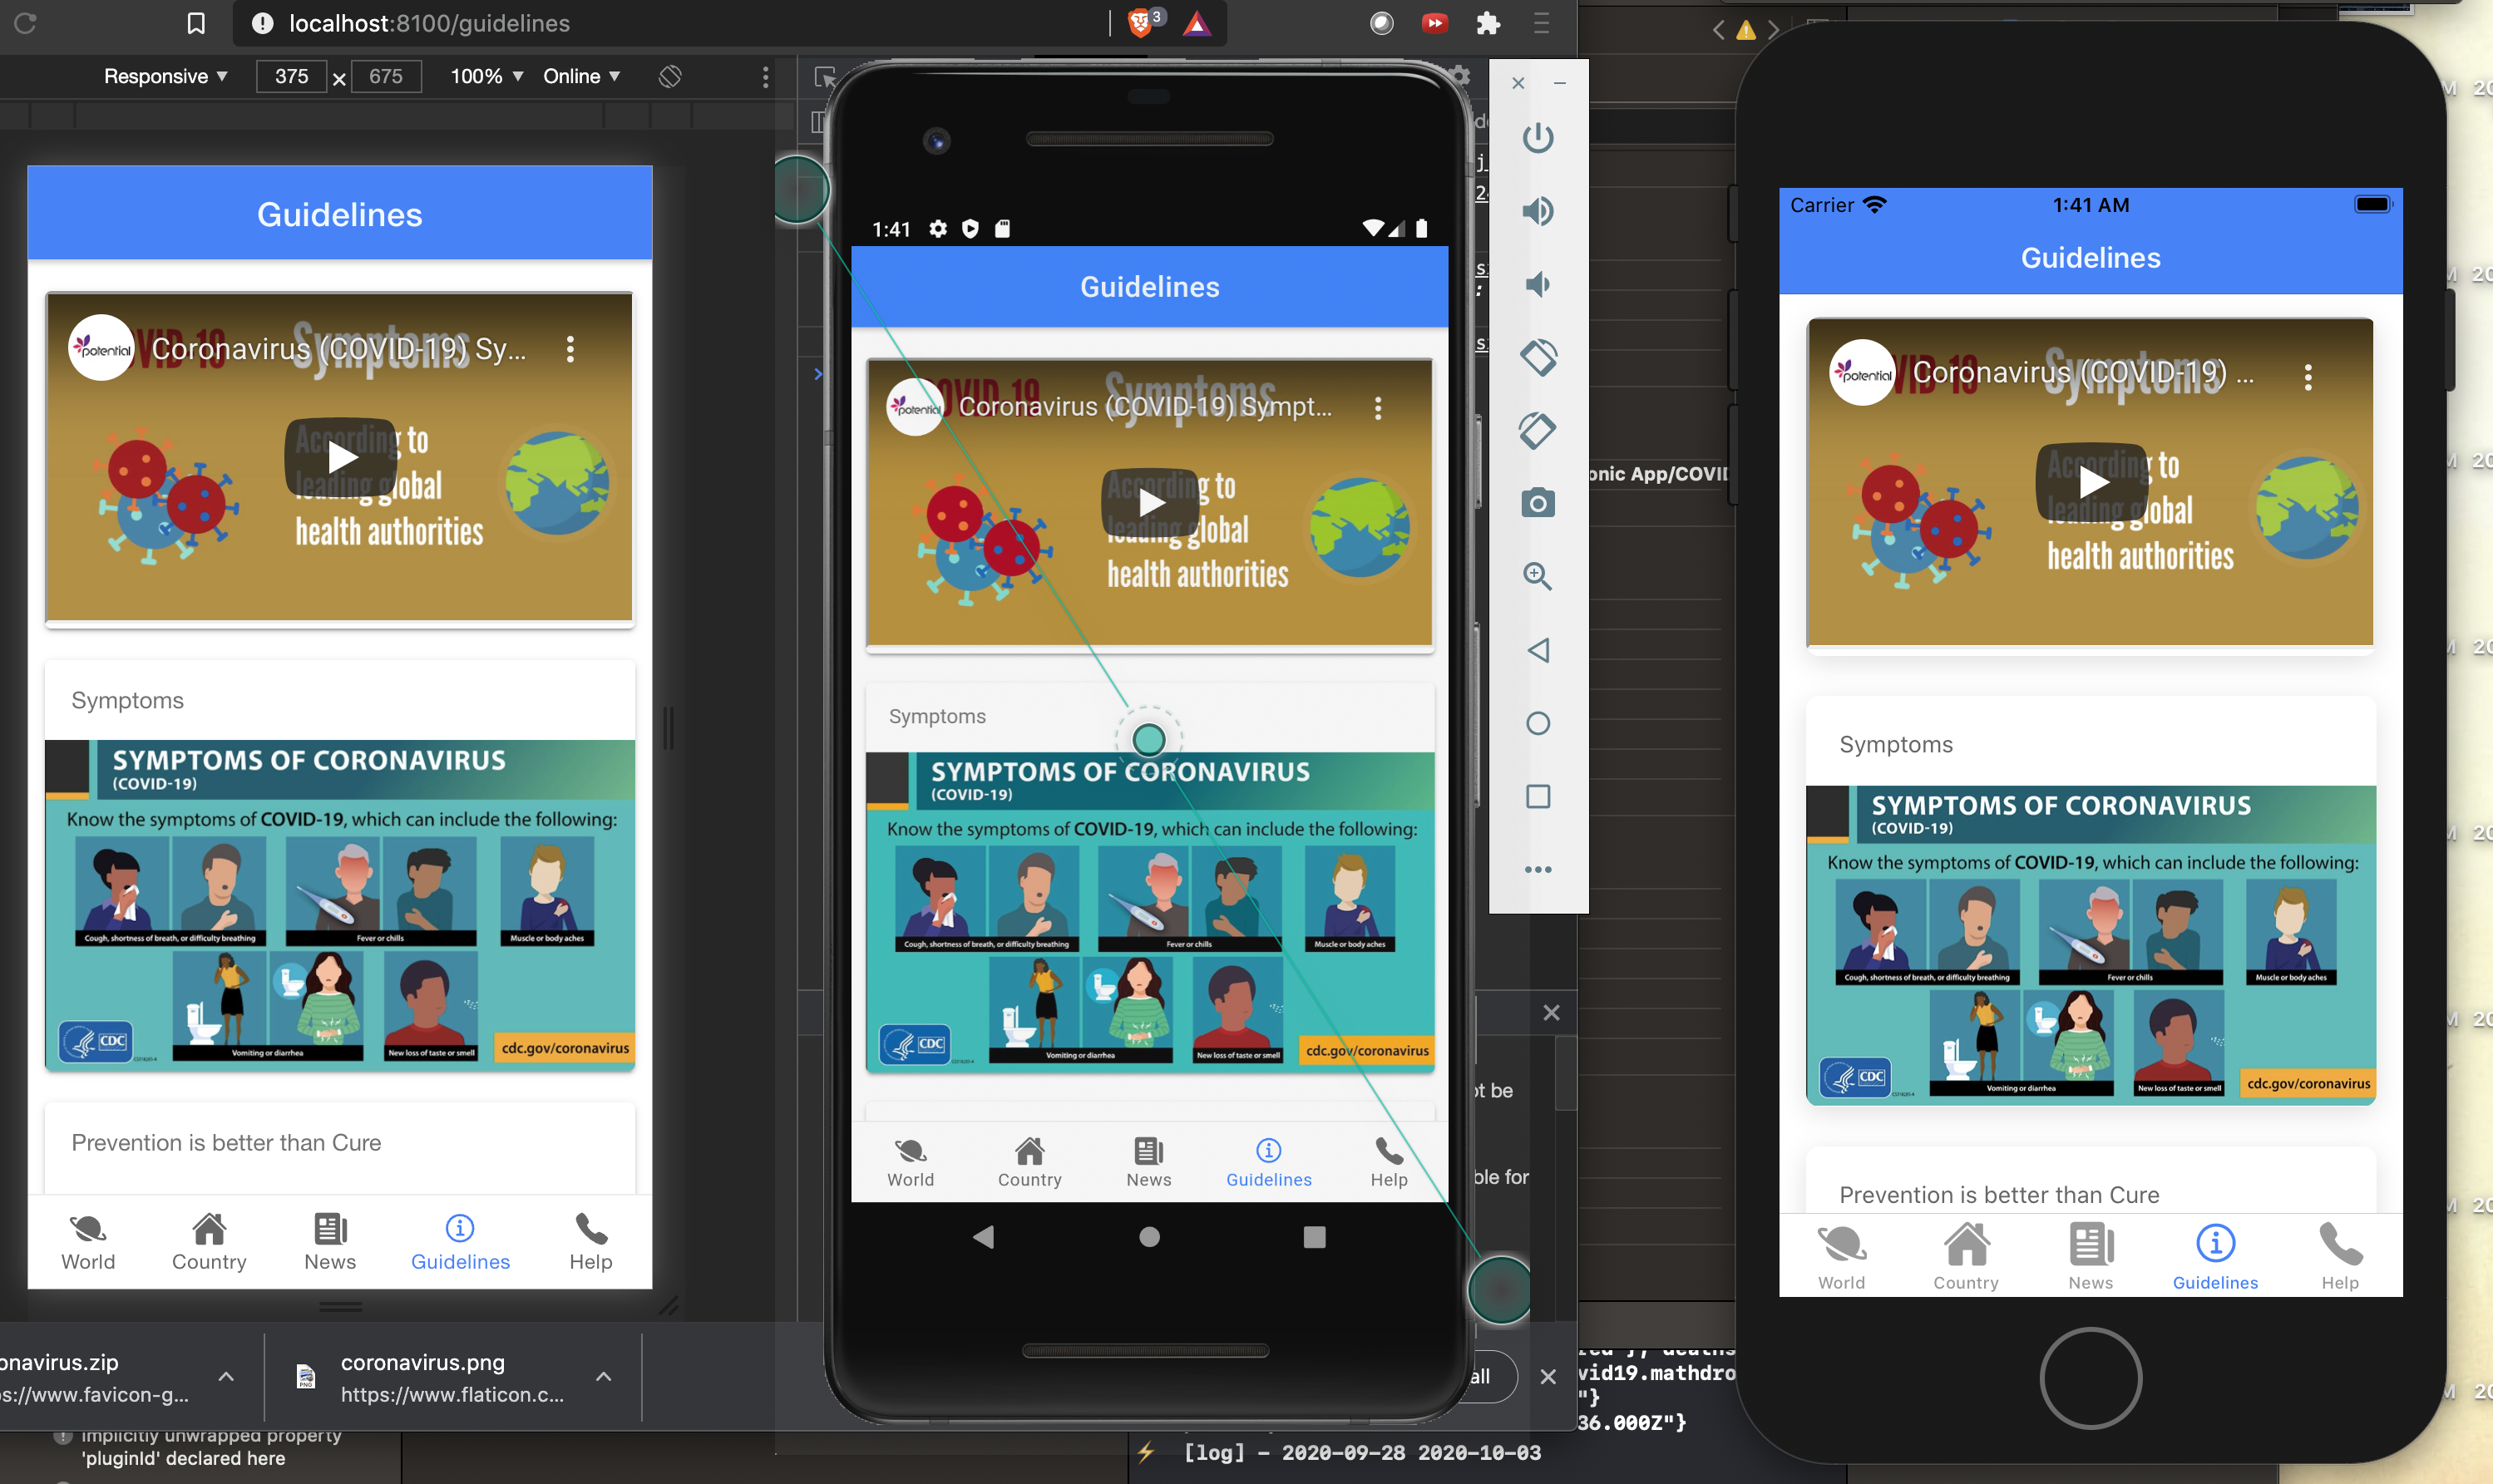 localhost:8100/guidelines
3
Responsive ▼
375 × 675
100% ▼
Online ▼
Guidelines
potential
Coronavirus (COVID-19) Sy...
Symptoms
According to
leading global
health authorities
Symptoms
SYMPTOMS OF CORONAVIRUS
(COVID-19)
Know the symptoms of COVID-19, which can include the following:
Cough, shortness of breath, or difficulty breathing
Fever or chills
Muscle or body aches
Vomiting or diarrhea
New loss of taste or smell
CDC
cdc.gov/coronavirus
Prevention is better than Cure
World
Country
News
Guidelines
Help
onavirus.zip
s://www.favicon-g...
coronavirus.png
https://www.flaticon.c...
Implicitly unwrapped property
'pluginId' declared here
1:41
Guidelines
potential
Coronavirus (COVID-19) Sympt...
COVID 19
Symptoms
According to
leading global
health authorities
Symptoms
SYMPTOMS OF CORONAVIRUS
(COVID-19)
Know the symptoms of COVID-19, which can include the following:
Cough, shortness of breath, or difficulty breathing
Fever or chills
Muscle or body aches
Vomiting or diarrhea
New loss of taste or smell
CDC
cdc.gov/coronavirus
World
Country
News
Guidelines
Help
onic App/COVID
ot be
ble for
all
vid19.mathdro
"}
36.000Z"}
[log] - 2020-09-28 2020-10-03
Carrier
1:41 AM
Guidelines
potential
Coronavirus (COVID-19) ...
Symptoms
According to
leading global
health authorities
Symptoms
SYMPTOMS OF CORONAVIRUS
(COVID-19)
Know the symptoms of COVID-19, which can include the following:
Cough, shortness of breath, or difficulty breathing
Fever or chills
Muscle or body aches
Vomiting or diarrhea
New loss of taste or smell
CDC
cdc.gov/coronavirus
Prevention is better than Cure
World
Country
News
Guidelines
Help